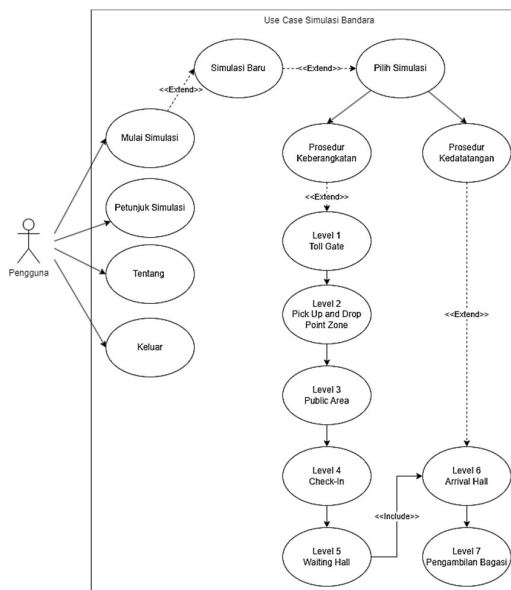 Use Case Simulasi Bandara
Simulasi Baru
<<Extend>>
Pilih Simulasi
<<Extend>>
Mulai Simulasi
Prosedur
Keberangkatan
Prosedur
Kedatatangan
<<Extend>>
Petunjuk Simulasi
Level 1
Toll Gate
Pengguna
Tentang
Level 2
Pick Up and Drop
Point Zone
<<Extend>>
Keluar
Level 3
Public Area
Level 4
Check-In
Level 6
Arrival Hall
<<Include>>
Level 5
Waiting Hall
Level 7
Pengambilan Bagasi